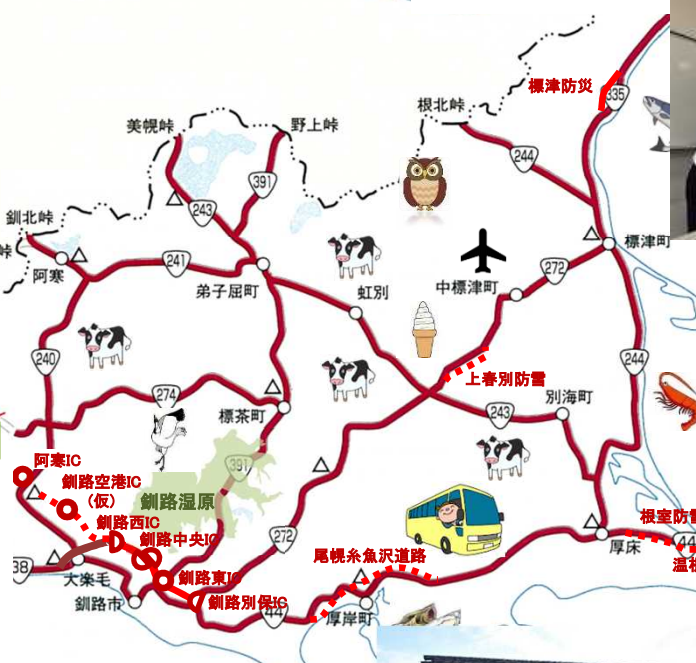 標津防災
335
根北峠
美幌峠
野上峠
244
391
243
釧北峠
峠
標津町
阿寒
241
弟子屈町
虹別
中標津町
272
240
上春別防雪
244
274
別海町
243
標茶町
阿寒IC
釧路空港IC
(仮)
391
釧路湿原
釧路西IC
釧路中央IC
272
尾幌糸魚沢道路
根室防雪
44
厚床
温根
38
大楽毛
釧路東IC
釧路市
釧路別保IC
44
厚岸町